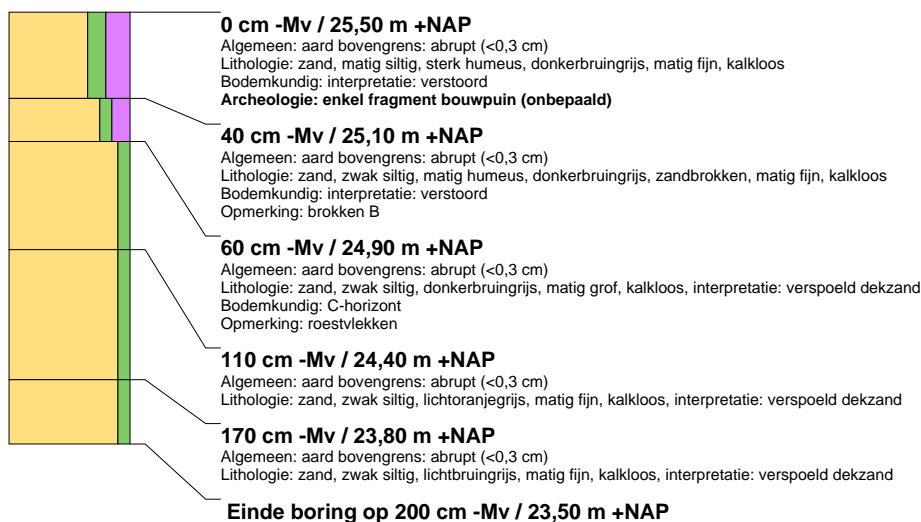 0 cm -Mv / 25,50 m +NAP
Algemeen: aard bovengrens: abrupt (<0,3 cm)
Lithologie: zand, matig siltig, sterk humeus, donkerbruingrijs, matig fijn, kalkloos
Bodemkundig: interpretatie: verstoord
Archeologie: enkel fragment bouwpuin (onbepaald)
40 cm -Mv / 25,10 m +NAP
Algemeen: aard bovengrens: abrupt (<0,3 cm)
Lithologie: zand, zwak siltig, matig humeus, donkerbruingrijs, zandbrokken, matig fijn, kalkloos
Bodemkundig: interpretatie: verstoord
Opmerking: brokken B
60 cm -Mv / 24,90 m +NAP
Algemeen: aard bovengrens: abrupt (<0,3 cm)
Lithologie: zand, zwak siltig, donkerbruingrijs, matig grof, kalkloos, interpretatie: verspoeld dekzand
Bodemkundig: C-horizont
Opmerking: roestvlekken
110 cm -Mv / 24,40 m +NAP
Algemeen: aard bovengrens: abrupt (<0,3 cm)
Lithologie: zand, zwak siltig, lichtoranjegrijs, matig fijn, kalkloos, interpretatie: verspoeld dekzand
170 cm -Mv / 23,80 m +NAP
Algemeen: aard bovengrens: abrupt (<0,3 cm)
Lithologie: zand, zwak siltig, lichtbruingrijs, matig fijn, kalkloos, interpretatie: verspoeld dekzand
Einde boring op 200 cm -Mv / 23,50 m +NAP